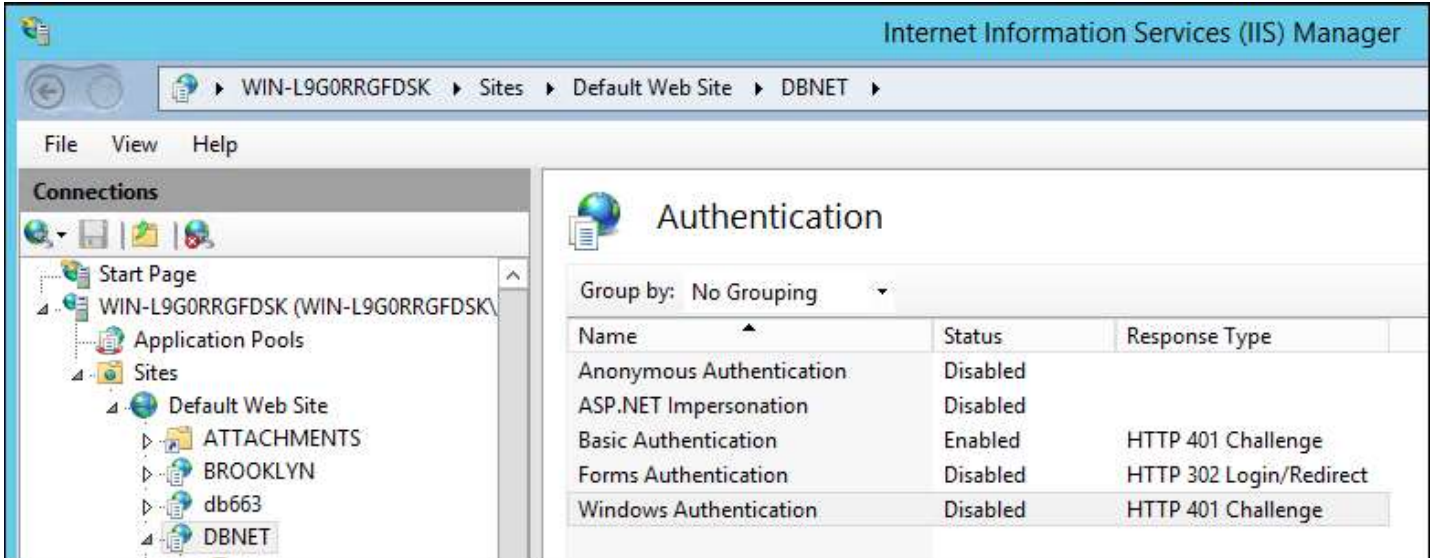 Internet Information Services (IIS) Manager
WIN-L9G0RRGFDSK Sites Default Web Site DBNET
File View Help
Connections
Start Page
WIN-L9G0RRGFDSK (WIN-L9G0RRGFDSK\
Application Pools
Sites
Default Web Site
ATTACHMENTS
BROOKLYN
db663
DBNET
Authentication
Group by: No Grouping
Name Status Response Type
Anonymous Authentication Disabled
ASP.NET Impersonation Disabled
Basic Authentication Enabled HTTP 401 Challenge
Forms Authentication Disabled HTTP 302 Login/Redirect
Windows Authentication Disabled HTTP 401 Challenge